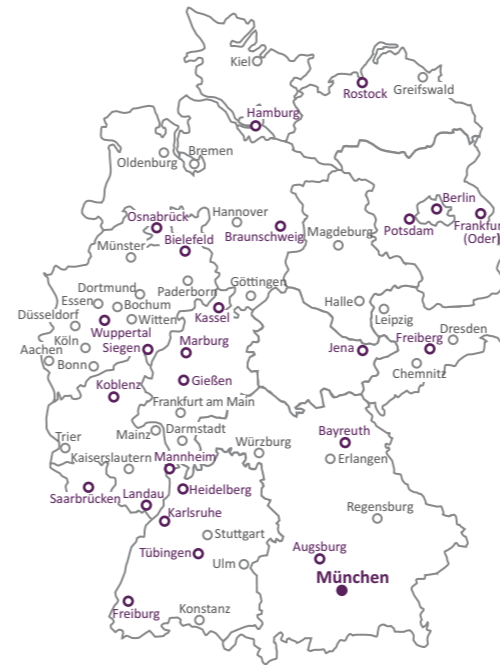 Kiel
Greifswald
Rostock
Hamburg
Bremen
Oldenburg
Osnabrück
Hannover
Berlin
Bielefeld
Braunschweig
Magdeburg
Potsdam
Frankfurt
(Oder)
Münster
Dortmund
Paderborn
Göttingen
Essen
Bochum
Halle
Düsseldorf
Witten
Kassel
Leipzig
Wuppertal
Dresden
Köln
Siegen
Marburg
Jena
Freiberg
Aachen
Bonn
Chemnitz
Koblenz
Gießen
Frankfurt am Main
Trier
Mainz
Darmstadt
Würzburg
Bayreuth
Kaiserslautern
Mannheim
Erlangen
Saarbrücken
Landau
Heidelberg
Karlsruhe
Regensburg
Stuttgart
Tübingen
Augsburg
Ulm
München
Freiburg
Konstanz